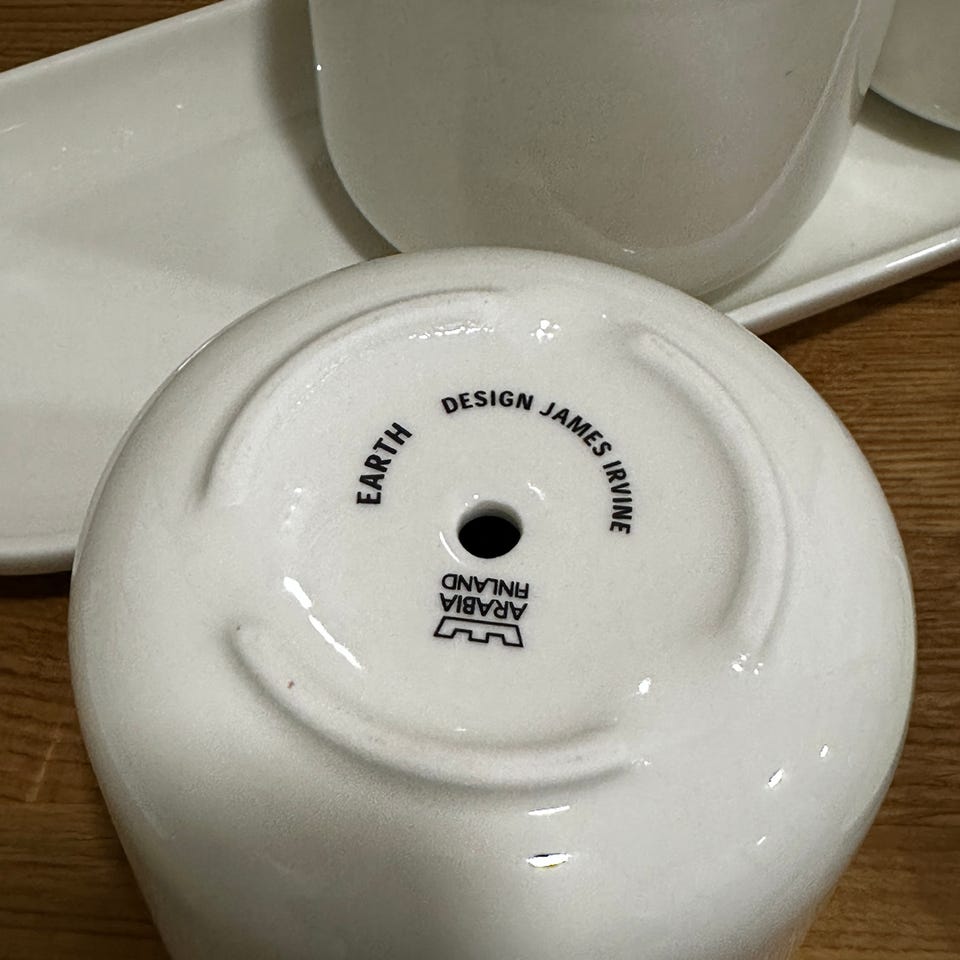 EARTH DESIGN JAMES IRVINE
ARABIA
FINLAND